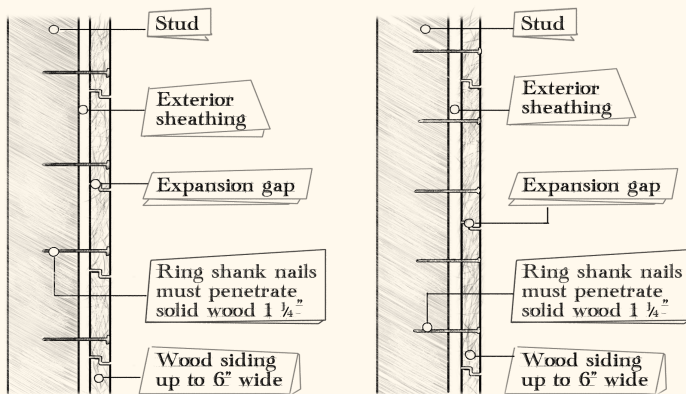 Stud
Exterior
sheathing
Expansion gap
Ring shank nails
must penetrate
solid wood 1 ¼"
Wood siding
up to 6" wide
Stud
Exterior
sheathing
Expansion gap
Ring shank nails
must penetrate
solid wood 1 ¼"
Wood siding
up to 6" wide